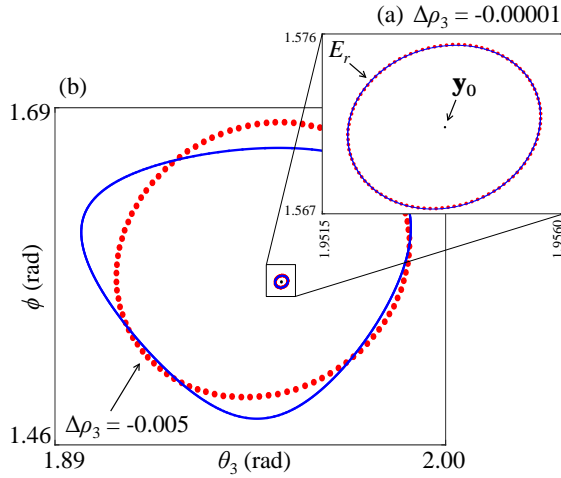 (a) Δρ₃ = -0.00001
1.576
E_r
y₀
1.567
1.9515
1.9560
(b)
1.69
ϕ (rad)
Δρ₃ = -0.005
1.46
1.89
θ₃ (rad)
2.00